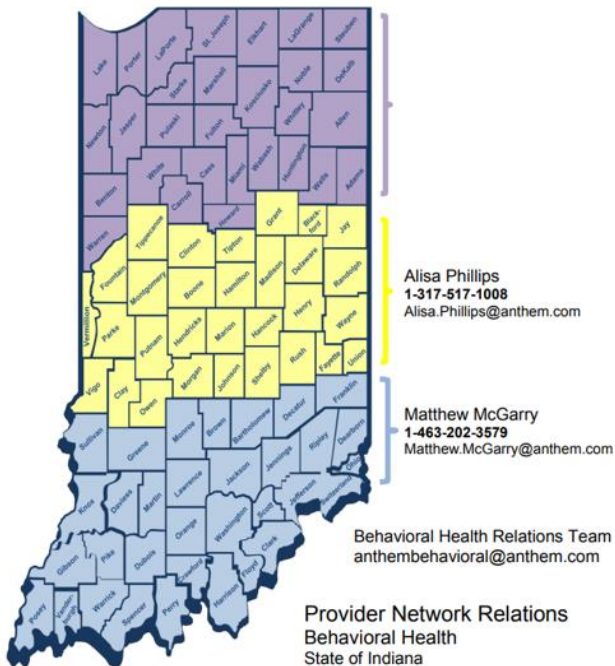 Lake
Porter
LaPorte
St. Joseph
Elkhart
LaGrange
Steuben
Noble
DeKalb
Starke
Marshall
Kosciusko
Whitley
Allen
Newton
Jasper
Pulaski
Fulton
Wabash
Huntington
Wells
Adams
Benton
White
Cass
Miami
Carroll
Howard
Warren
Tippecanoe
Clinton
Tipton
Grant
Black-
ford
Jay
Fountain
Montgomery
Boone
Hamilton
Madison
Delaware
Randolph
Vermillion
Parke
Putnam
Hendricks
Marion
Hancock
Henry
Wayne
Vigo
Clay
Owen
Morgan
Johnson
Shelby
Rush
Fayette
Union
Sullivan
Greene
Monroe
Brown
Bartholomew
Decatur
Franklin
Knox
Daviess
Martin
Lawrence
Jackson
Jennings
Ripley
Dearborn
Ohio
Switzerland
Jefferson
Scott
Washington
Orange
Gibson
Pike
Dubois
Crawford
Harrison
Floyd
Clark
Posey
Vander-
burgh
Warrick
Spencer
Perry
Alisa Phillips
1-317-517-1008
Alisa.Phillips@anthem.com
Matthew McGarry
1-463-202-3579
Matthew.McGarry@anthem.com
Behavioral Health Relations Team
anthembehavioral@anthem.com
Provider Network Relations
Behavioral Health
State of Indiana